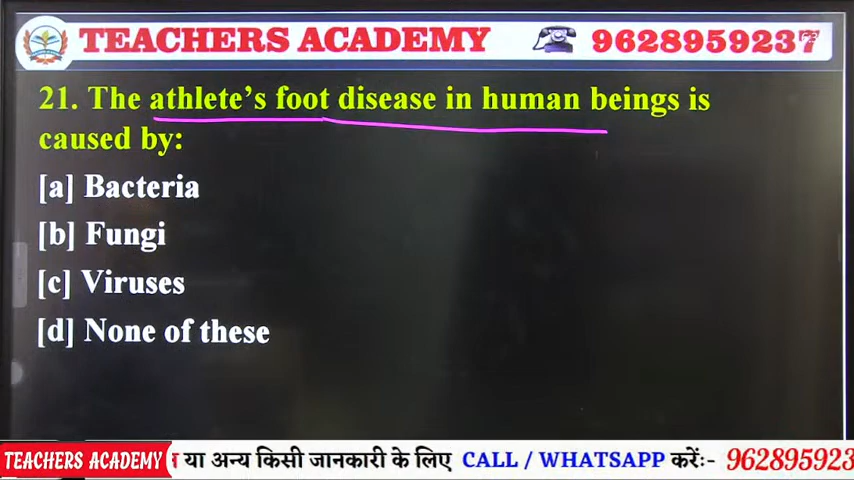 TEACHERS ACADEMY 9628959237
21. The athlete's foot disease in human beings is
caused by:
[a] Bacteria
[b] Fungi
[c] Viruses
[d] None of these
TEACHERS ACADEMY या अन्य किसी जानकारी के लिए CALL / WHATSAPP करेंः- 962895923